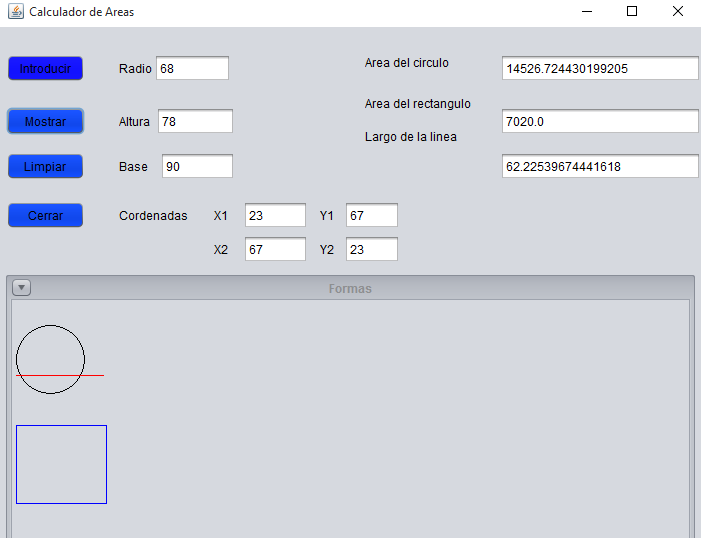 Calculador de Areas
Introducir Radio 68 Area del circulo 14526.724430199205
Area del rectangulo
Mostrar Altura 78 7020.0
Largo de la linea
Limpiar Base 90 62.22539674441618
Cerrar Cordenadas X1 23 Y1 67
X2 67 Y2 23
Formas